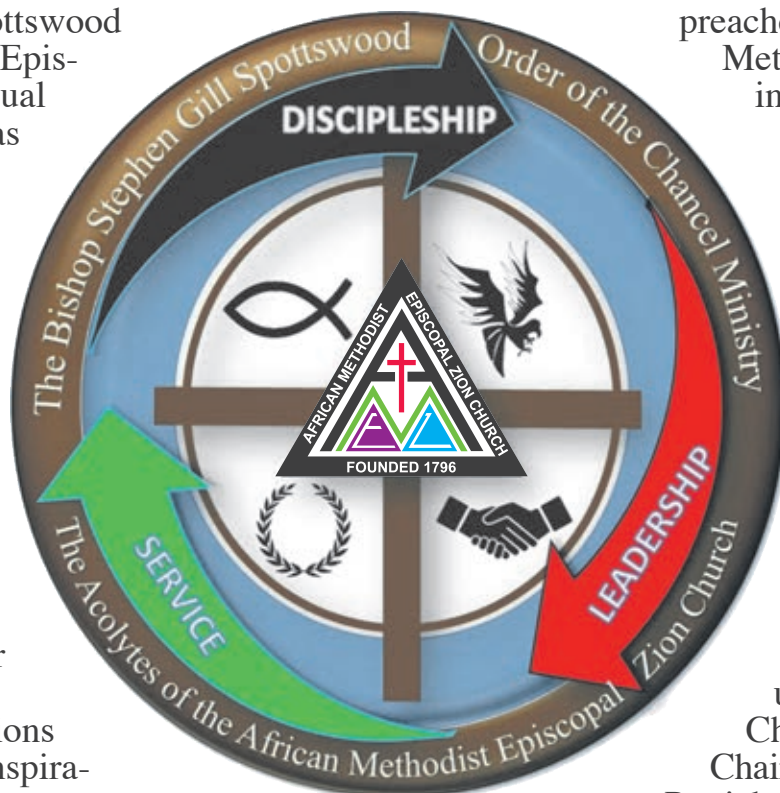 ottswood
Epis-
ual
as
preache
Met
in
The Bishop Stephen Gill Spottswood
Order of the Chancel Ministry
DISCIPLESHIP
AFRICAN METHODIST
EPISCOPAL ZION CHURCH
FOUNDED 1796
LEADERSHIP
SERVICE
The Acolytes of the African Methodist Episcopal Zion Church
r
ions
nspira-
u
Ch
Chair